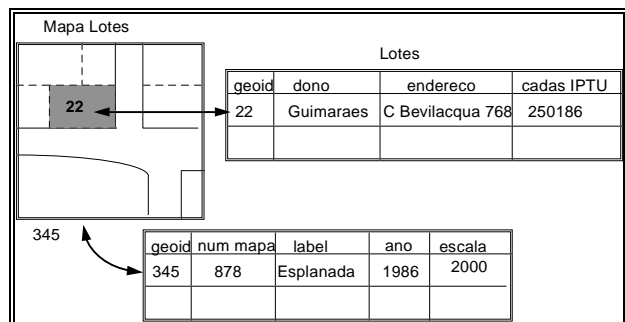 Mapa Lotes
22
Lotes
geoid dono endereco cadas IPTU
22 Guimaraes C Bevilacqua 768 250186
345
geoid num mapa label ano escala
345 878 Esplanada 1986 2000